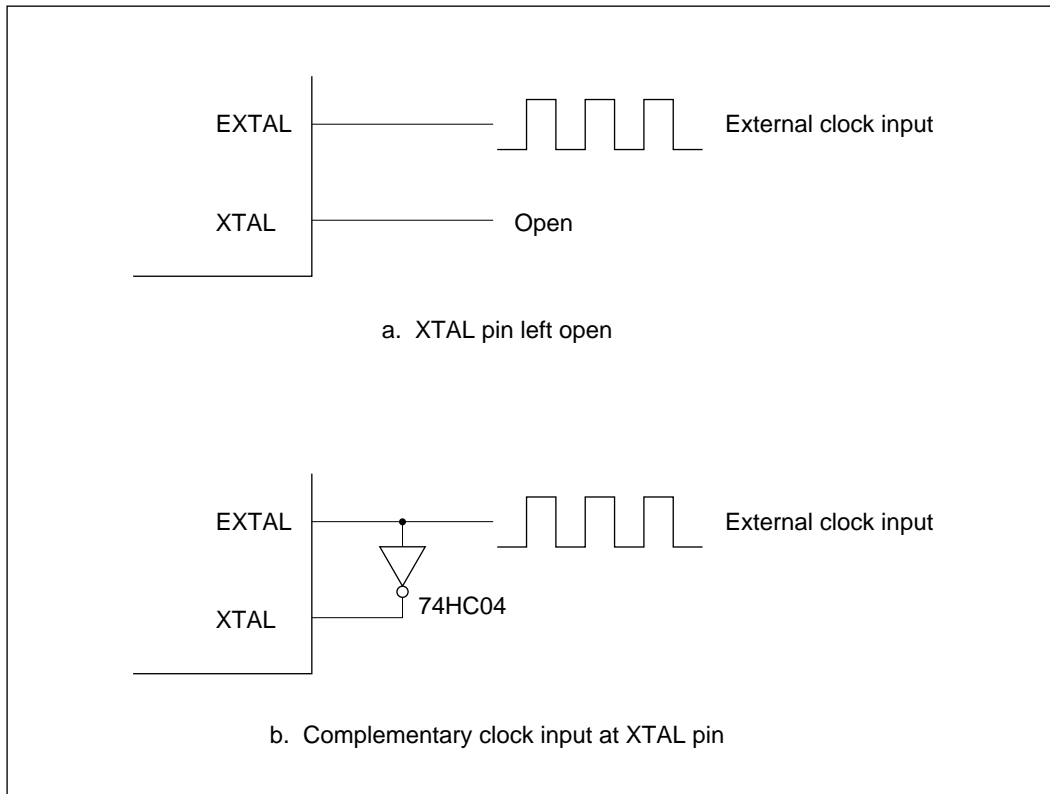 EXTAL
External clock input
XTAL
Open
a. XTAL pin left open
EXTAL
External clock input
74HC04
XTAL
b. Complementary clock input at XTAL pin